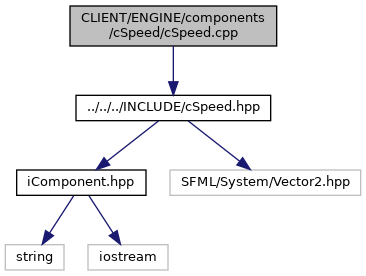 CLIENT/ENGINE/components
/cSpeed/cSpeed.cpp
../../../INCLUDE/cSpeed.hpp
iComponent.hpp
SFML/System/Vector2.hpp
string
iostream